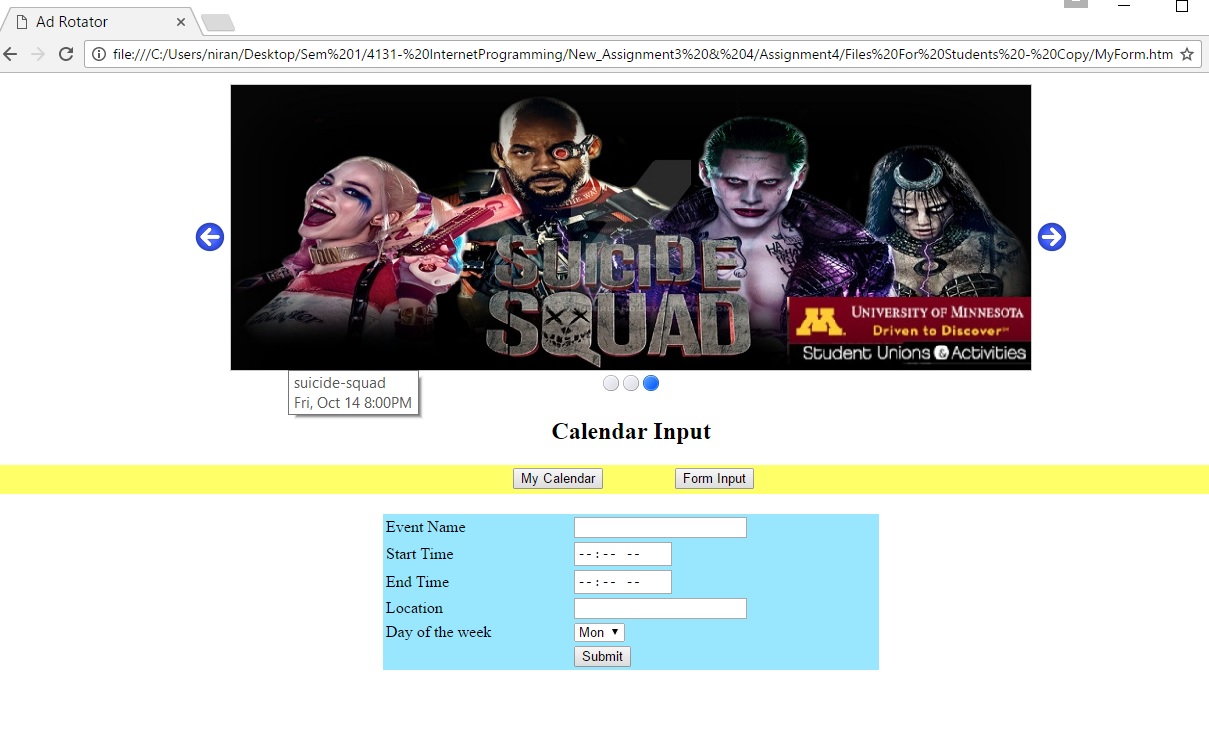 Ad Rotator
file:///C:/Users/niran/Desktop/Sem%201/4131-%20InternetProgramming/New_Assignment3%20&%204/Assignment4/Files%20For%20Students%20-%20Copy/MyForm.htm
SUICIDE
SQUAD
M
UNIVERSITY OF MINNESOTA
Driven to Discover℠
Student Unions & Activities
suicide-squad
Fri, Oct 14 8:00PM
Calendar Input
My Calendar Form Input
Event Name
Start Time --:-- --
End Time --:-- --
Location
Day of the week Mon
Submit